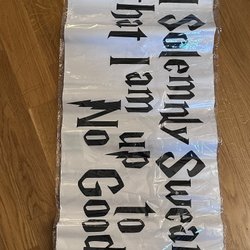 I Solemnly Swear
that I am up to
No Good